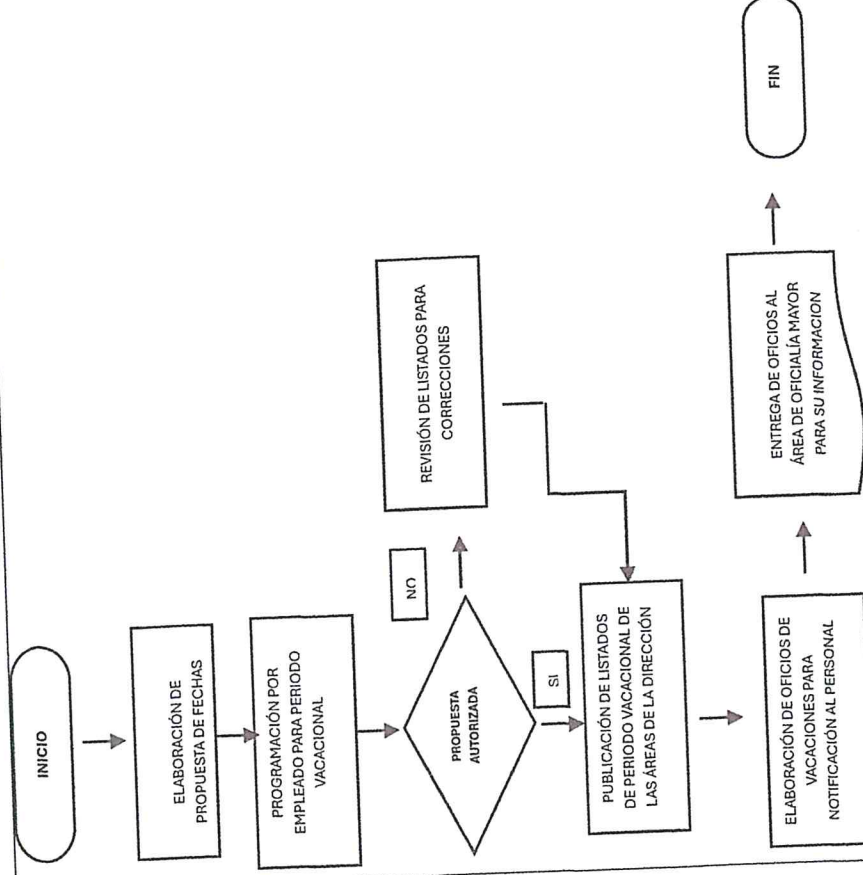 INICIO
ELABORACIÓN DE
PROPUESTA DE FECHAS
PROGRAMACIÓN POR
EMPLEADO PARA PERIODO
VACACIONAL
PROPUESTA
AUTORIZADA
NO
REVISIÓN DE LISTADOS PARA
CORRECCIONES
SI
PUBLICACIÓN DE LISTADOS
DE PERIODO VACACIONAL DE
LAS ÁREAS DE LA DIRECCIÓN
ELABORACIÓN DE OFICIOS DE
VACACIONES PARA
NOTIFICACIÓN AL PERSONAL
ENTREGA DE OFICIOS AL
ÁREA DE OFICIALÍA MAYOR
PARA SU INFORMACION
FIN